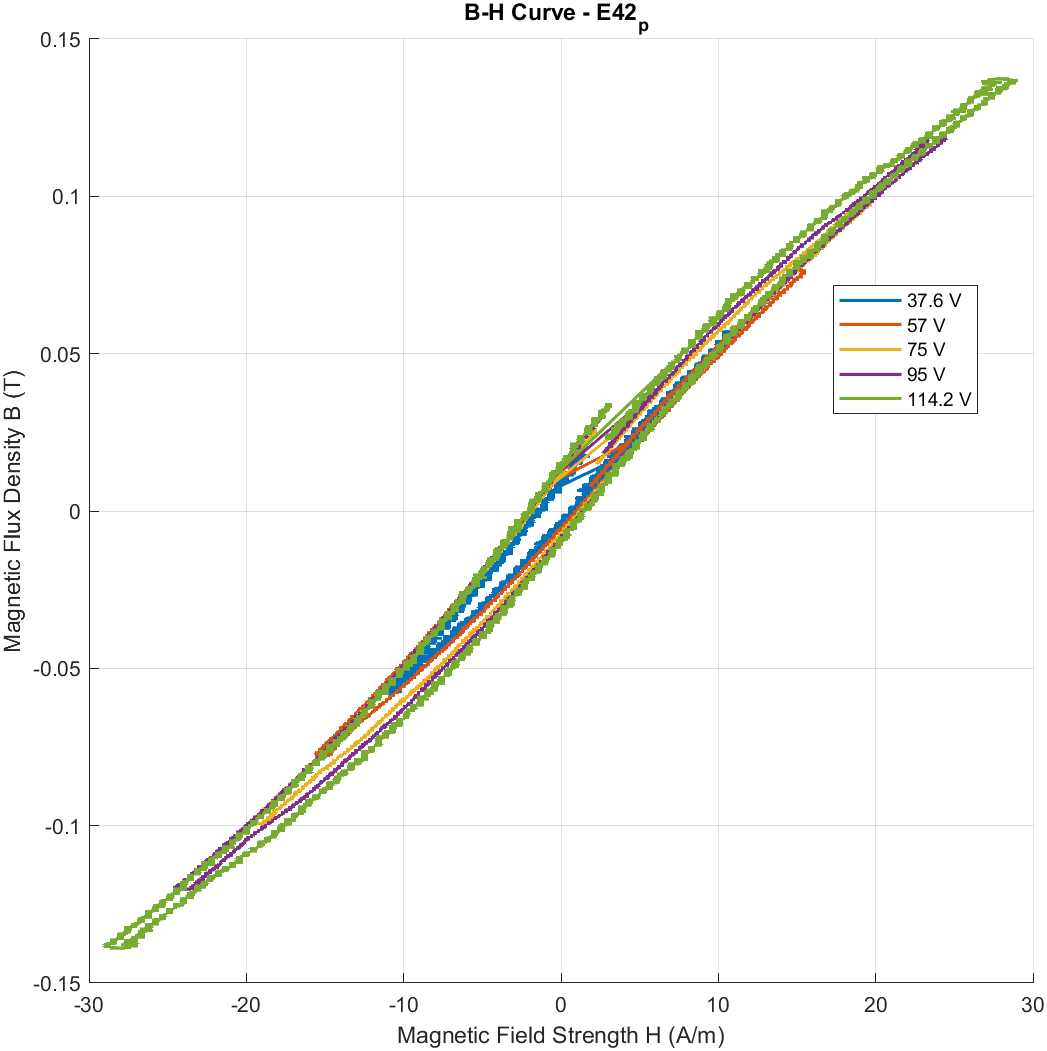 B-H Curve - E42p
0.15
0.1
0.05
0
-0.05
-0.1
-0.15
Magnetic Flux Density B (T)
37.6 V
57 V
75 V
95 V
114.2 V
-30 -20 -10 0 10 20 30
Magnetic Field Strength H (A/m)